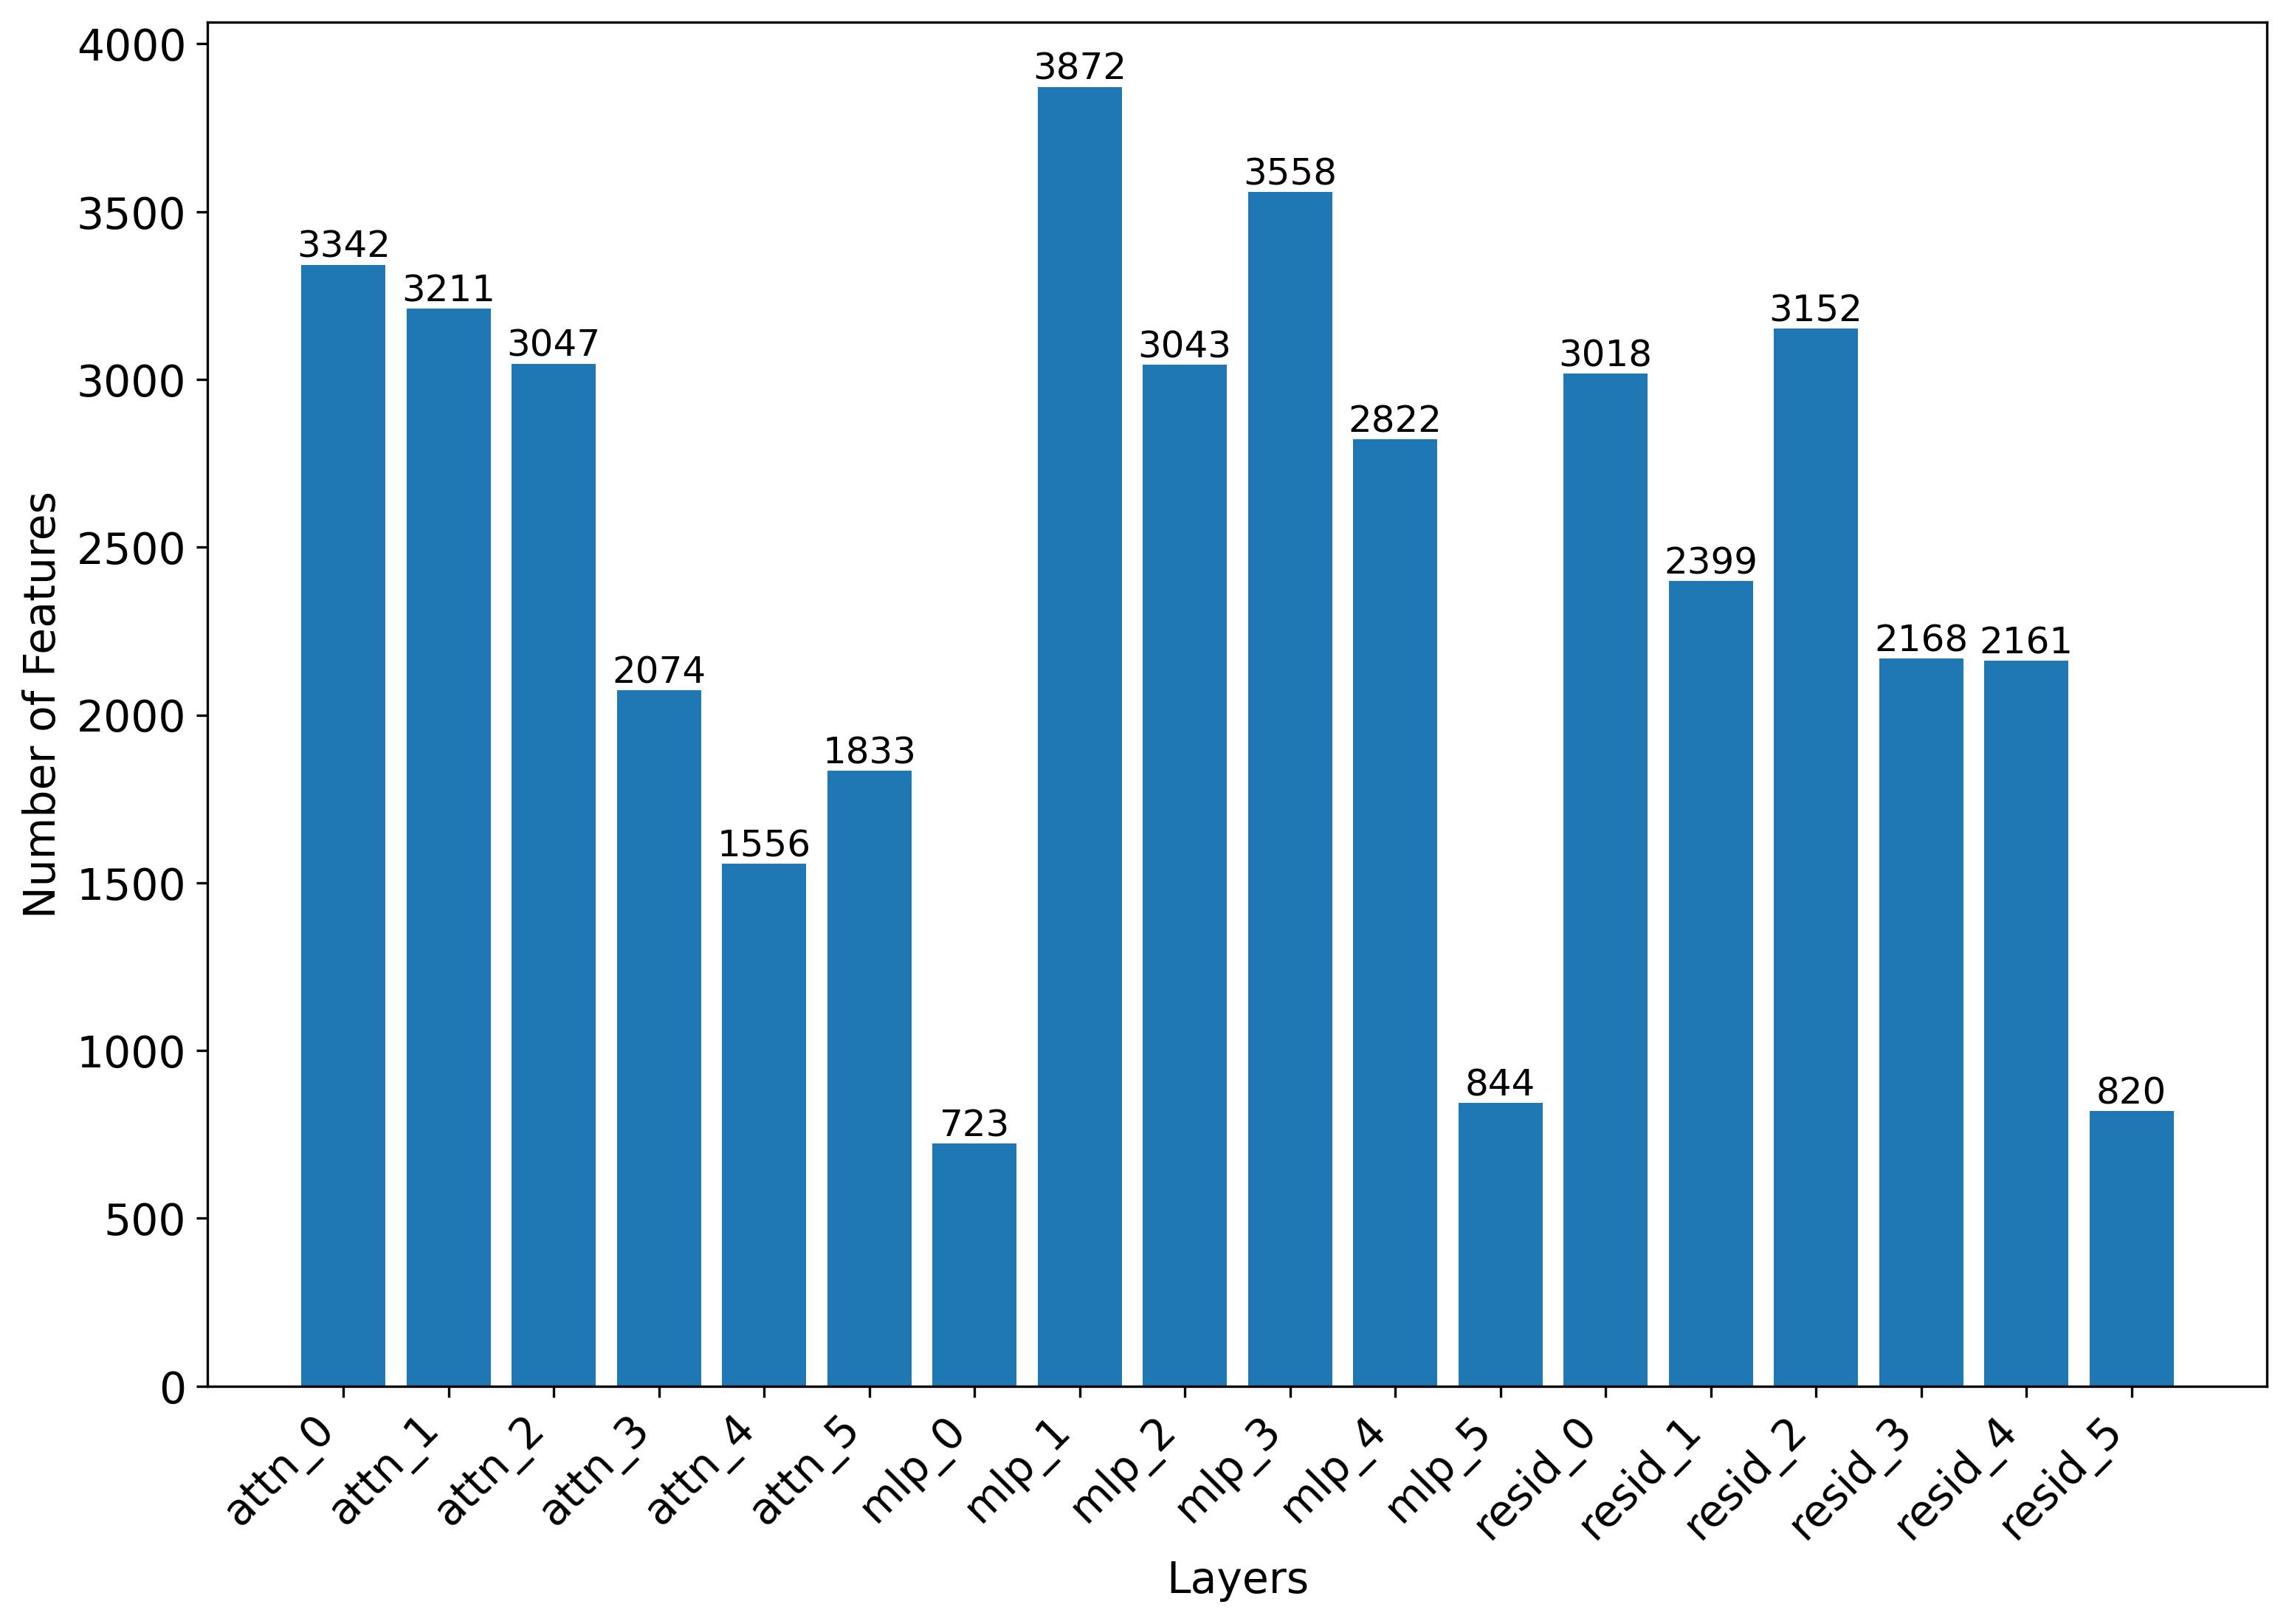 Number of Features
4000
3500
3000
2500
2000
1500
1000
500
0
3342
3211
3047
2074
1556
1833
723
3872
3043
3558
2822
844
3018
2399
3152
2168
2161
820
attn_0
attn_1
attn_2
attn_3
attn_4
attn_5
mlp_0
mlp_1
mlp_2
mlp_3
mlp_4
mlp_5
resid_0
resid_1
resid_2
resid_3
resid_4
resid_5
Layers